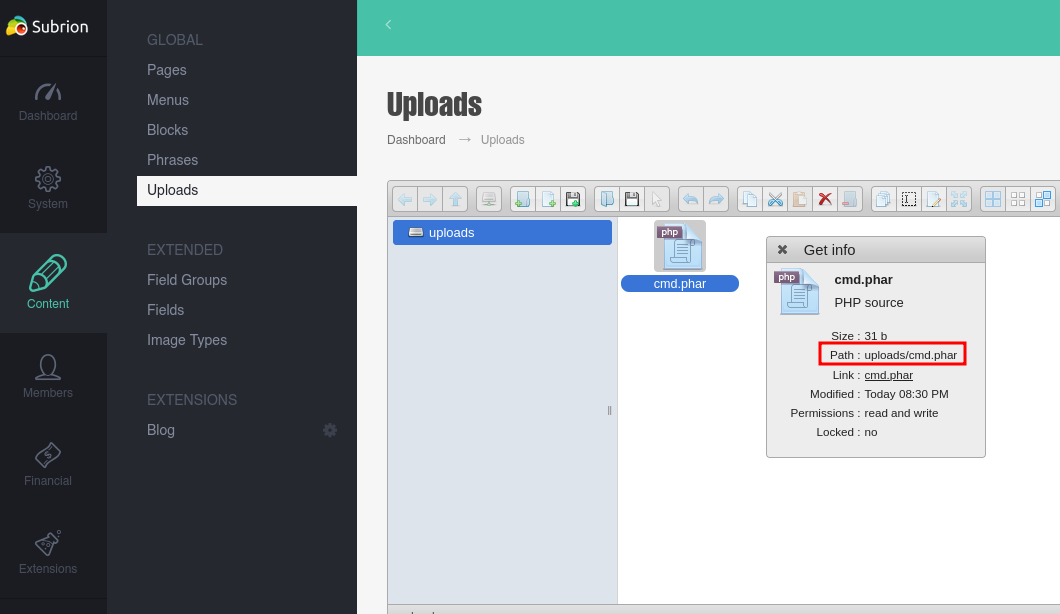 Subrion
Dashboard
System
Content
Members
Financial
Extensions
GLOBAL
Pages
Menus
Blocks
Phrases
Uploads
EXTENDED
Field Groups
Fields
Image Types
EXTENSIONS
Blog
Uploads
Dashboard → Uploads
uploads
php
cmd.phar
Get info
php
cmd.phar
PHP source
Size : 31 b
Path : uploads/cmd.phar
Link : cmd.phar
Modified : Today 08:30 PM
Permissions : read and write
Locked : no